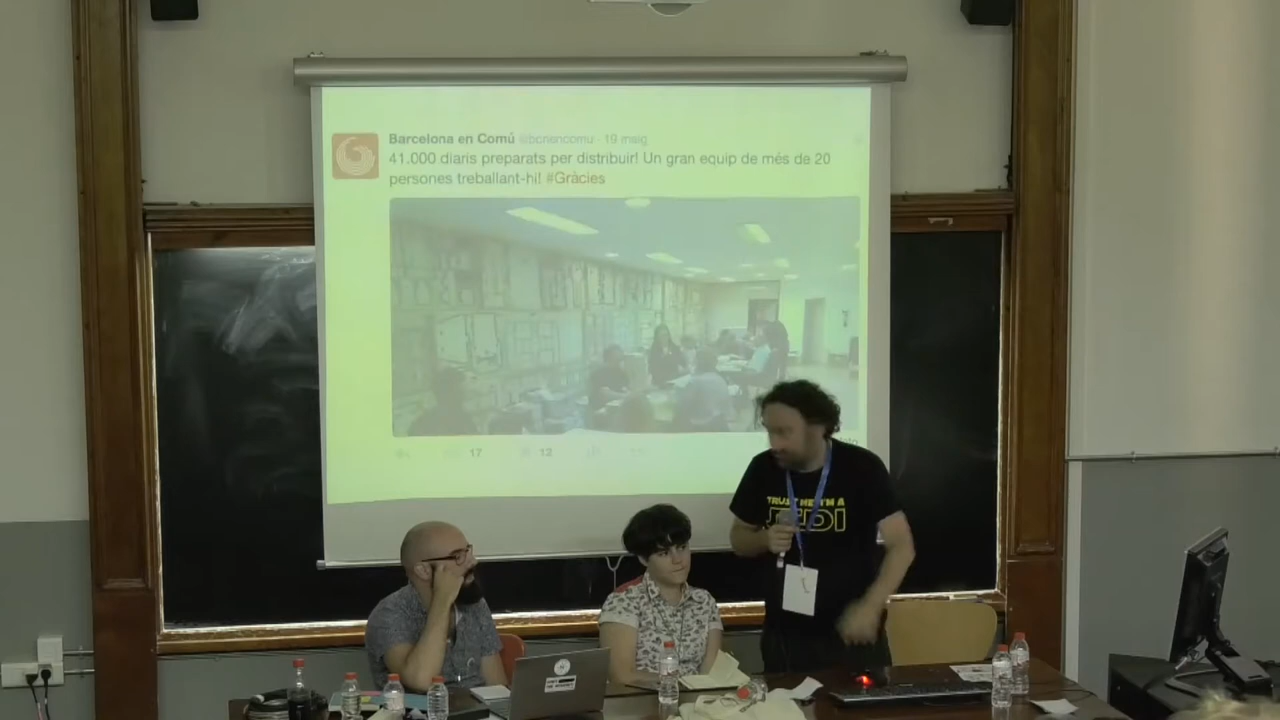 Barcelona en Comú @bcnencomu · 19 maig
41.000 diaris preparats per distribuir! Un gran equip de més de 20
persones treballant-hi! #Gràcies
17
12
TRUST ME I'M A
JEDI